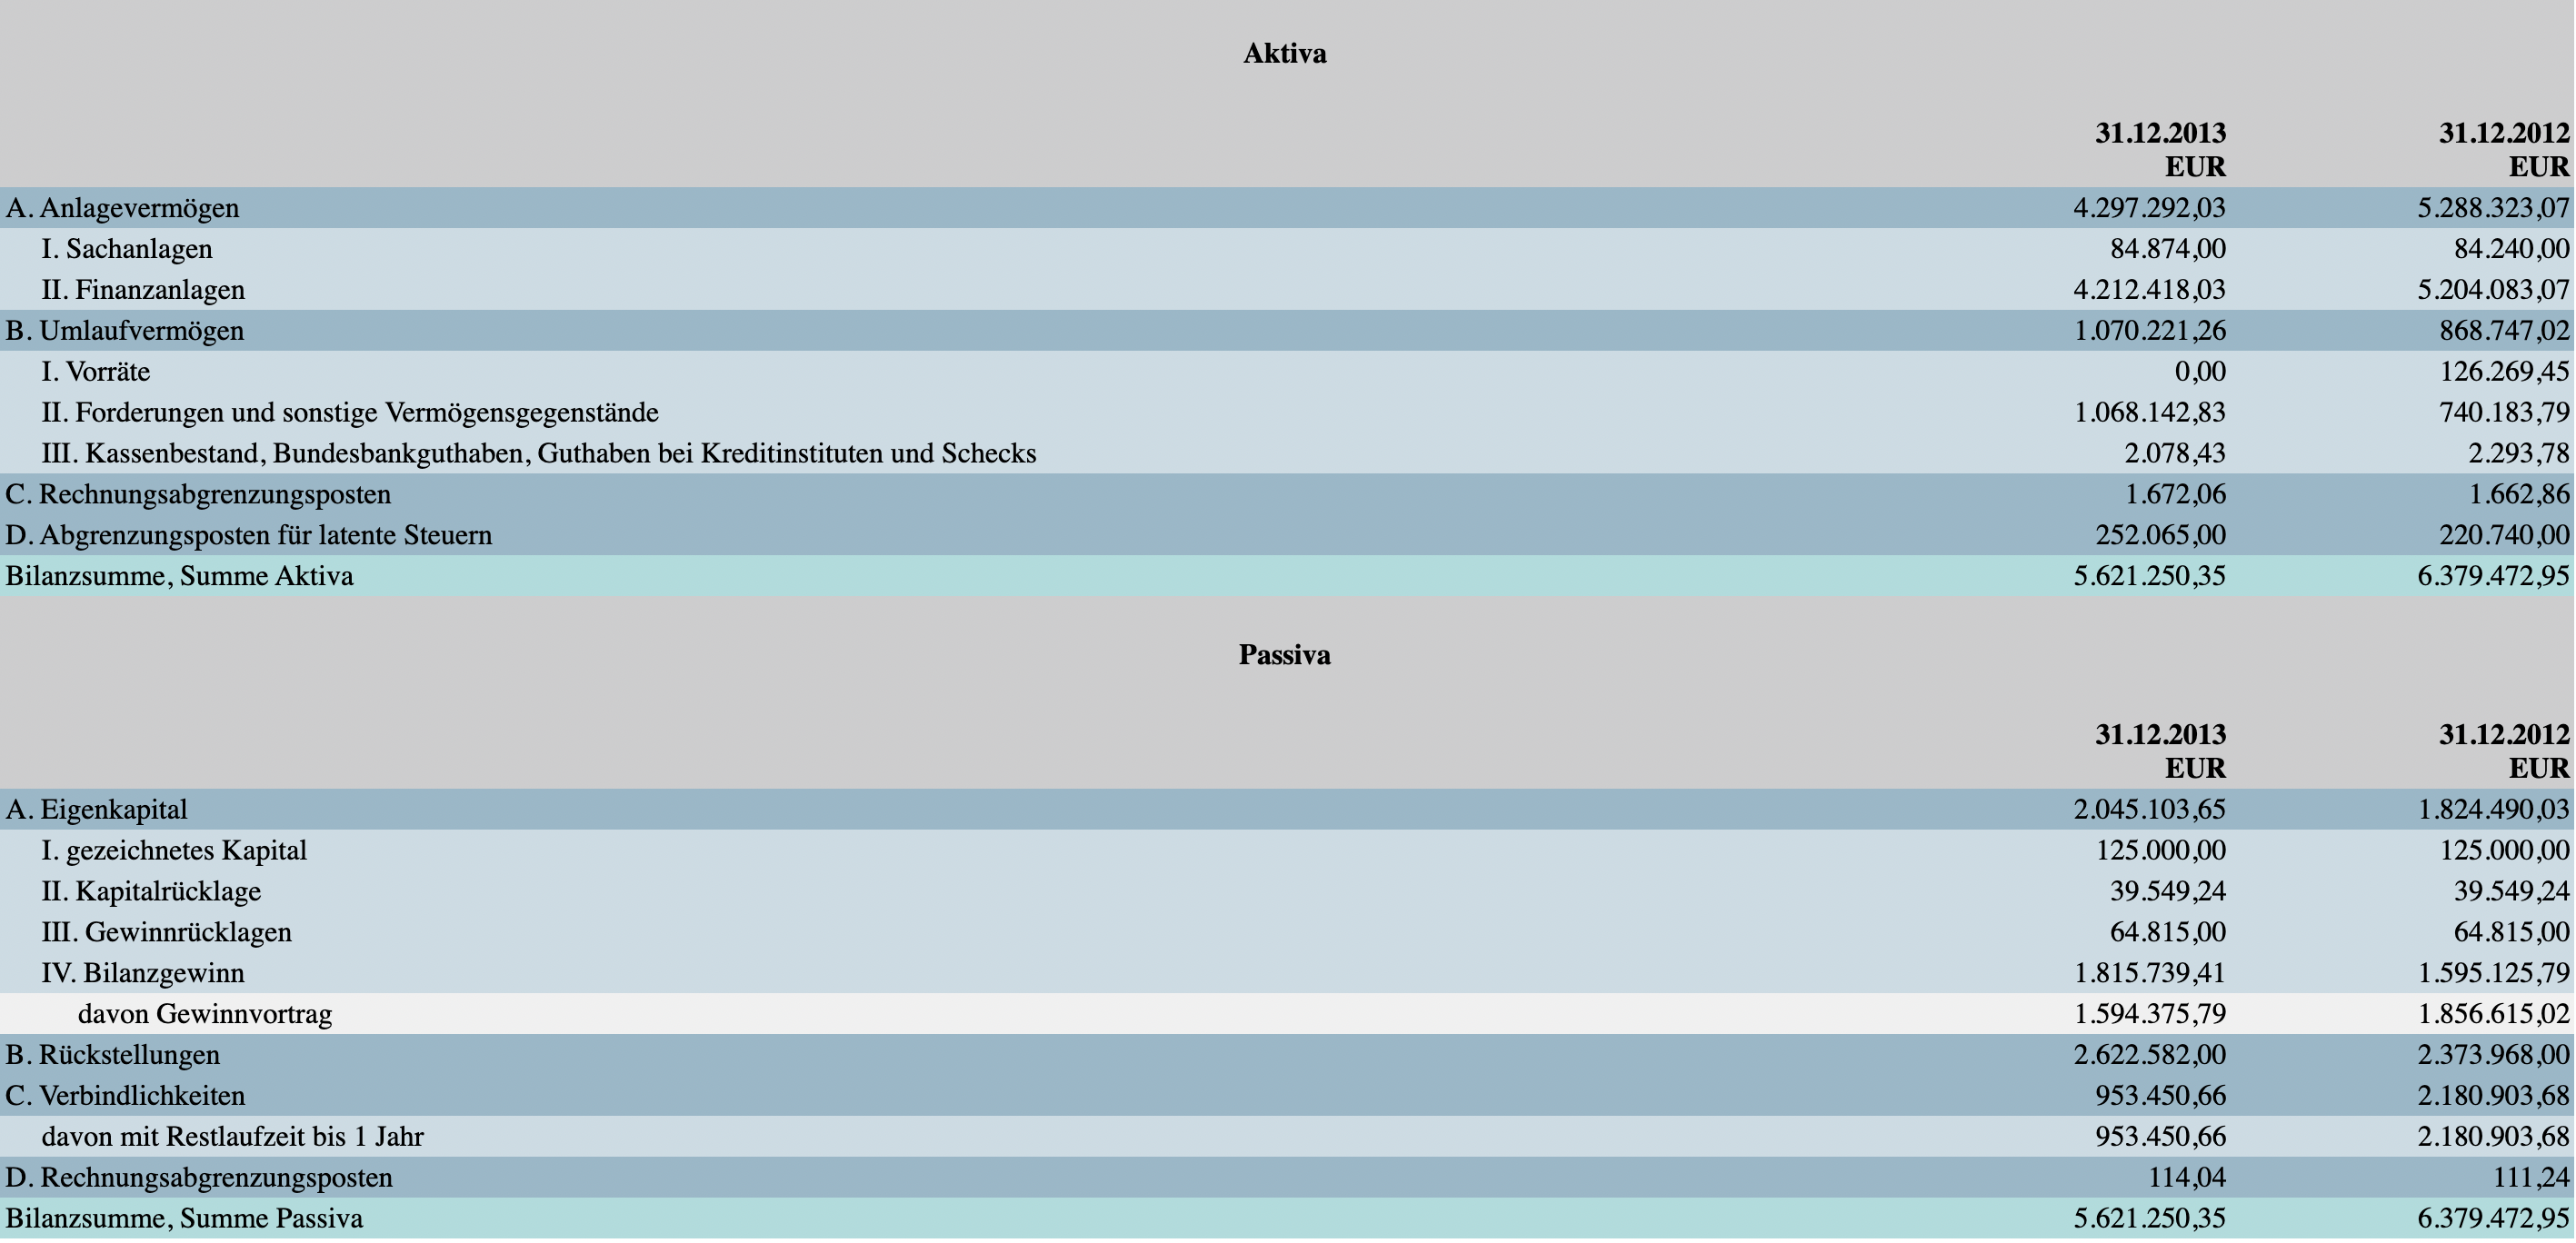 Aktiva
31.12.2013 31.12.2012
EUR EUR
A. Anlagevermögen 4.297.292,03 5.288.323,07
I. Sachanlagen 84.874,00 84.240,00
II. Finanzanlagen 4.212.418,03 5.204.083,07
B. Umlaufvermögen 1.070.221,26 868.747,02
I. Vorräte 0,00 126.269,45
II. Forderungen und sonstige Vermögensgegenstände 1.068.142,83 740.183,79
III. Kassenbestand, Bundesbankguthaben, Guthaben bei Kreditinstituten und Schecks 2.078,43 2.293,78
C. Rechnungsabgrenzungsposten 1.672,06 1.662,86
D. Abgrenzungsposten für latente Steuern 252.065,00 220.740,00
Bilanzsumme, Summe Aktiva 5.621.250,35 6.379.472,95
Passiva
31.12.2013 31.12.2012
EUR EUR
A. Eigenkapital 2.045.103,65 1.824.490,03
I. gezeichnetes Kapital 125.000,00 125.000,00
II. Kapitalrücklage 39.549,24 39.549,24
III. Gewinnrücklagen 64.815,00 64.815,00
IV. Bilanzgewinn 1.815.739,41 1.595.125,79
davon Gewinnvortrag 1.594.375,79 1.856.615,02
B. Rückstellungen 2.622.582,00 2.373.968,00
C. Verbindlichkeiten 953.450,66 2.180.903,68
davon mit Restlaufzeit bis 1 Jahr 953.450,66 2.180.903,68
D. Rechnungsabgrenzungsposten 114,04 111,24
Bilanzsumme, Summe Passiva 5.621.250,35 6.379.472,95